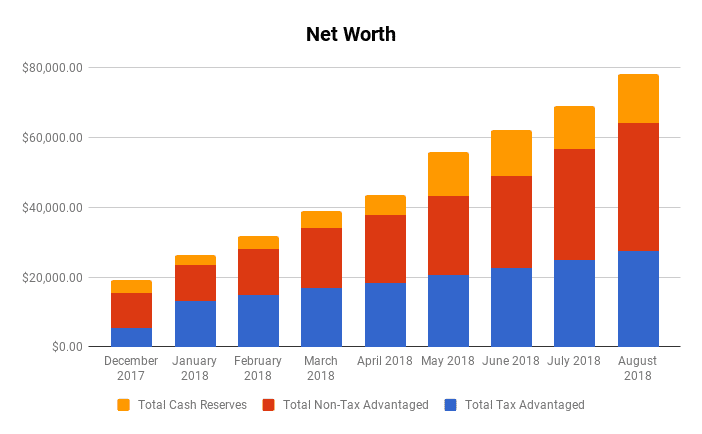 Net Worth
$80,000.00
$60,000.00
$40,000.00
$20,000.00
$0.00
December 2017
January 2018
February 2018
March 2018
April 2018
May 2018
June 2018
July 2018
August 2018
Total Cash Reserves
Total Non-Tax Advantaged
Total Tax Advantaged